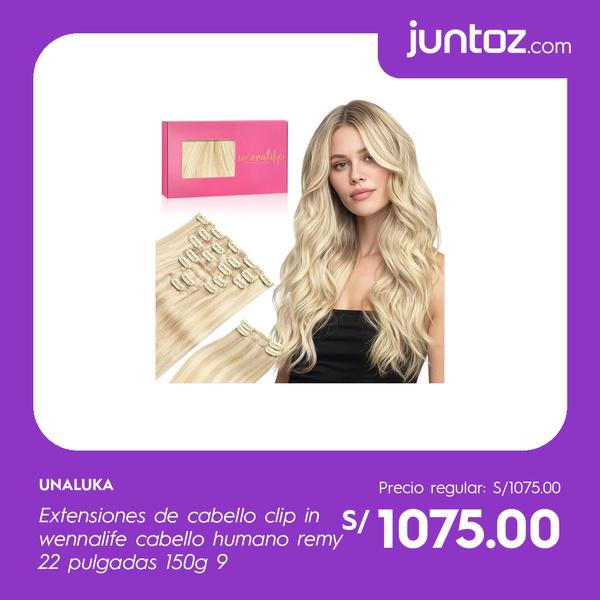 juntoz.com
wennalife
UNALUKA
Extensiones de cabello clip in
wennalife cabello humano remy
22 pulgadas 150g 9
Precio regular: S/1075.00
S/ 1075.00